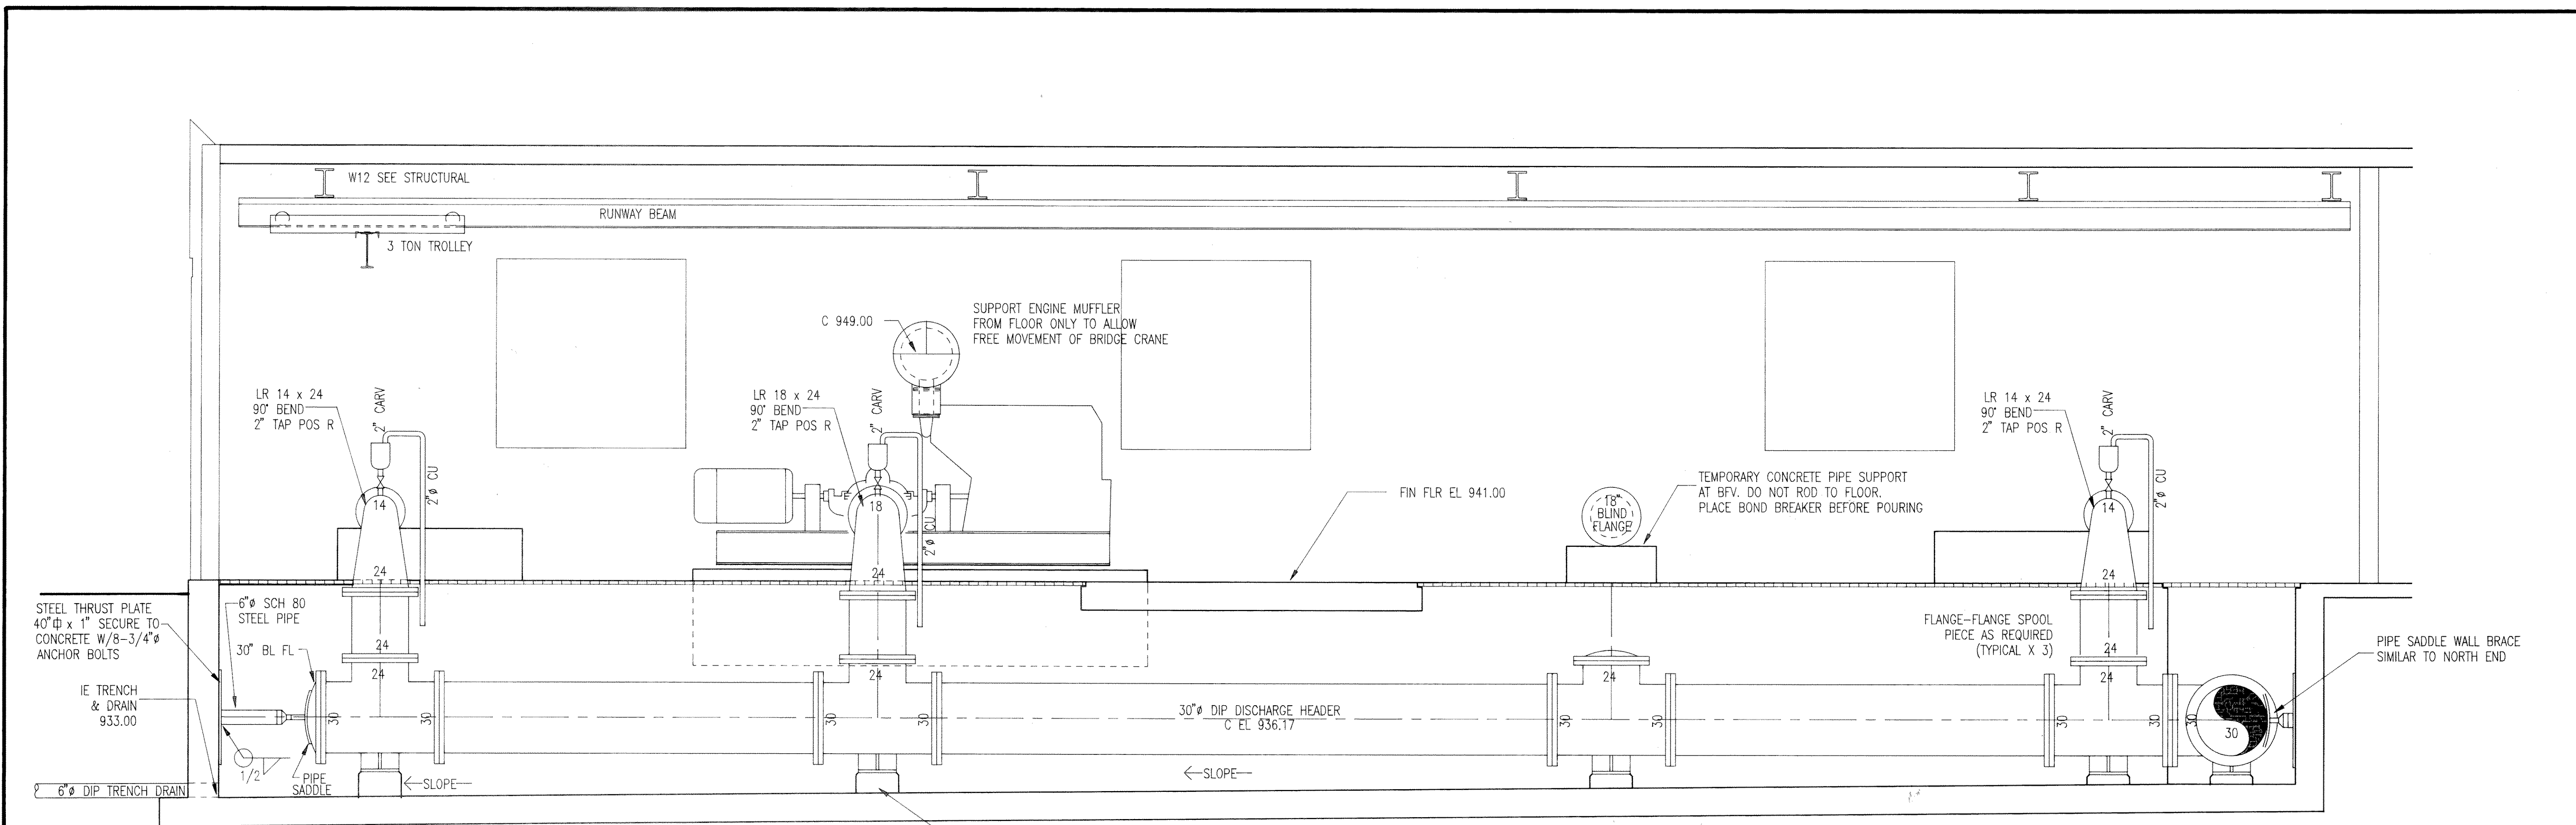 W12 SEE STRUCTURAL
RUNWAY BEAM
3 TON TROLLEY
C 949.00
SUPPORT ENGINE MUFFLER
FROM FLOOR ONLY TO ALLOW
FREE MOVEMENT OF BRIDGE CRANE
LR 14 x 24
90° BEND
2" TAP POS R
2" CARV
2"ø CU
14
24
LR 18 x 24
90° BEND
2" TAP POS R
2" CARV
2"ø CU
18
24
FIN FLR EL 941.00
18"
BLIND
FLANGE
TEMPORARY CONCRETE PIPE SUPPORT
AT BFV. DO NOT ROD TO FLOOR.
PLACE BOND BREAKER BEFORE POURING
LR 14 x 24
90° BEND
2" TAP POS R
2" CARV
2"ø CU
14
24
STEEL THRUST PLATE
40"⌀ x 1" SECURE TO
CONCRETE W/8-3/4"ø
ANCHOR BOLTS
6"ø SCH 80
STEEL PIPE
30" BL FL
IE TRENCH
& DRAIN
933.00
24
24
30
30
24
30
30
30"ø DIP DISCHARGE HEADER
C EL 936.17
24
30
30
FLANGE-FLANGE SPOOL
PIECE AS REQUIRED
(TYPICAL X 3)
24
24
30
30
30
30
PIPE SADDLE WALL BRACE
SIMILAR TO NORTH END
1/2
PIPE
SADDLE
SLOPE
SLOPE
6"ø DIP TRENCH DRAIN